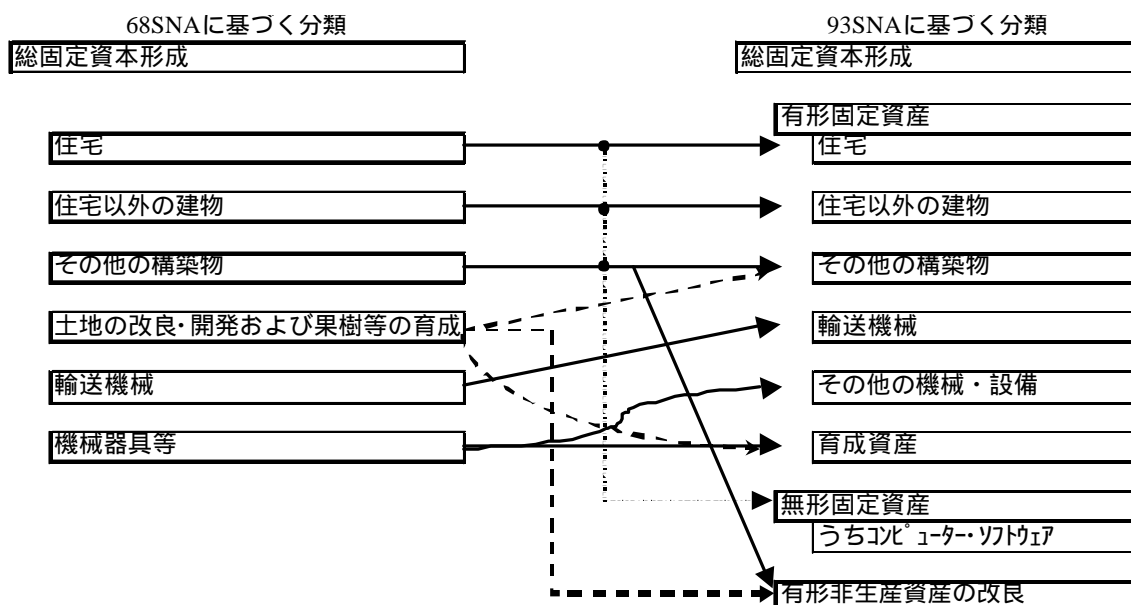 68SNAに基づく分類
総固定資本形成
住宅
住宅以外の建物
その他の構築物
土地の改良・開発および果樹等の育成
輸送機械
機械器具等
93SNAに基づく分類
総固定資本形成
有形固定資産
住宅
住宅以外の建物
その他の構築物
輸送機械
その他の機械・設備
育成資産
無形固定資産
うちｺﾝﾋﾟｭｰﾀｰ･ｿﾌﾄｳｪｱ
有形非生産資産の改良